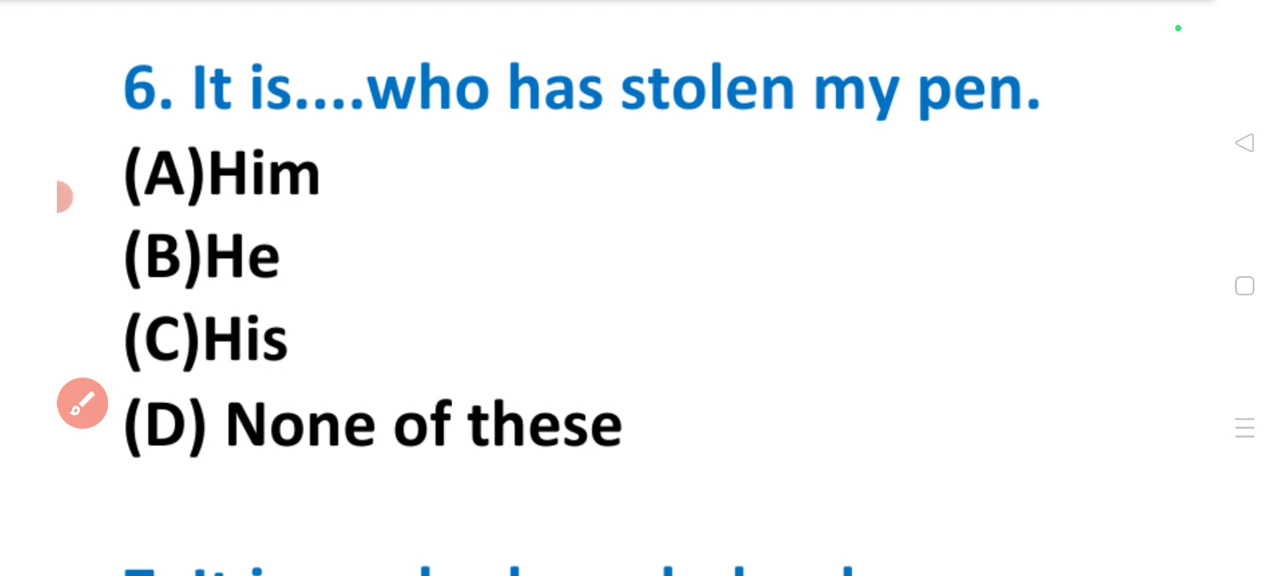 6. It is....who has stolen my pen.
(A)Him
(B)He
(C)His
(D) None of these